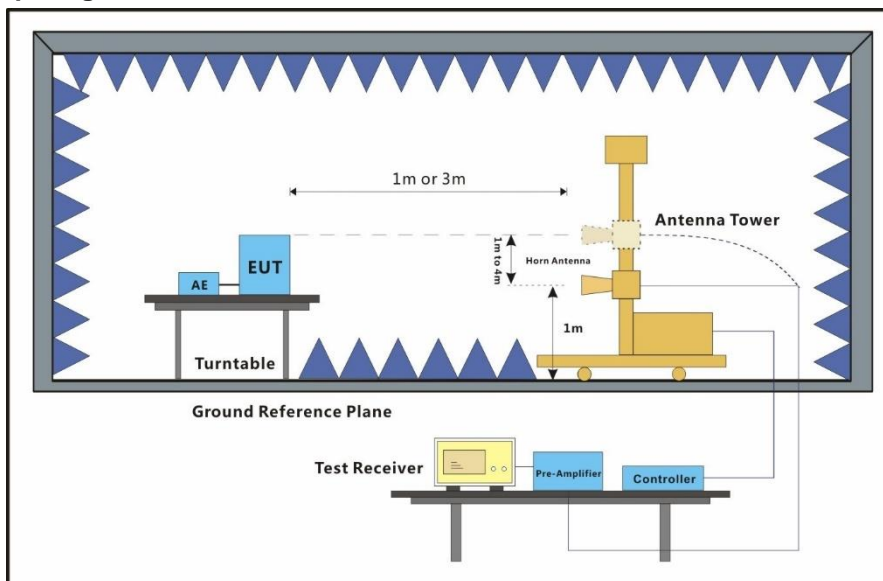 1m or 3m
Antenna Tower
1m to 4m
Horn Antenna
EUT
AE
1m
Turntable
Ground Reference Plane
Test Receiver
Pre-Amplifier
Controller